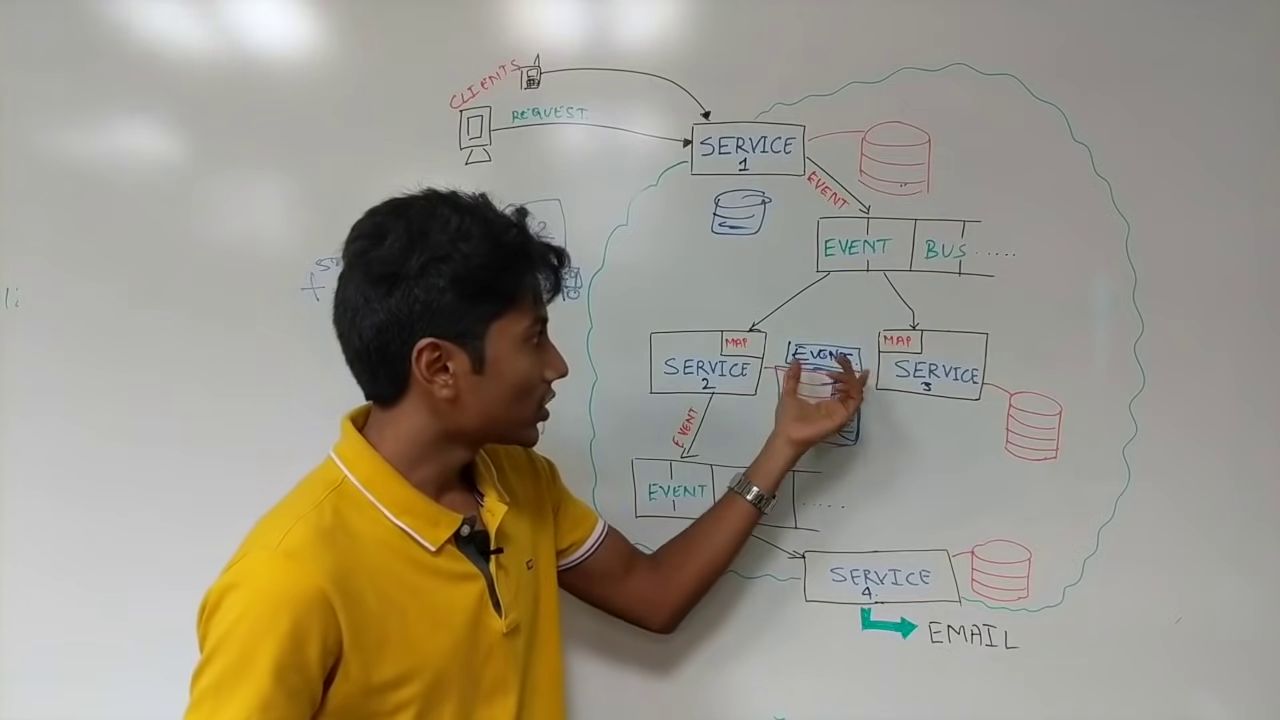 CLIENTS
REQUEST
SERVICE
1
EVENT
EVENT BUS .....
MAP
SERVICE
2
EVENT
MAP
SERVICE
3
EVENT
EVENT
....
SERVICE
4.
EMAIL
li